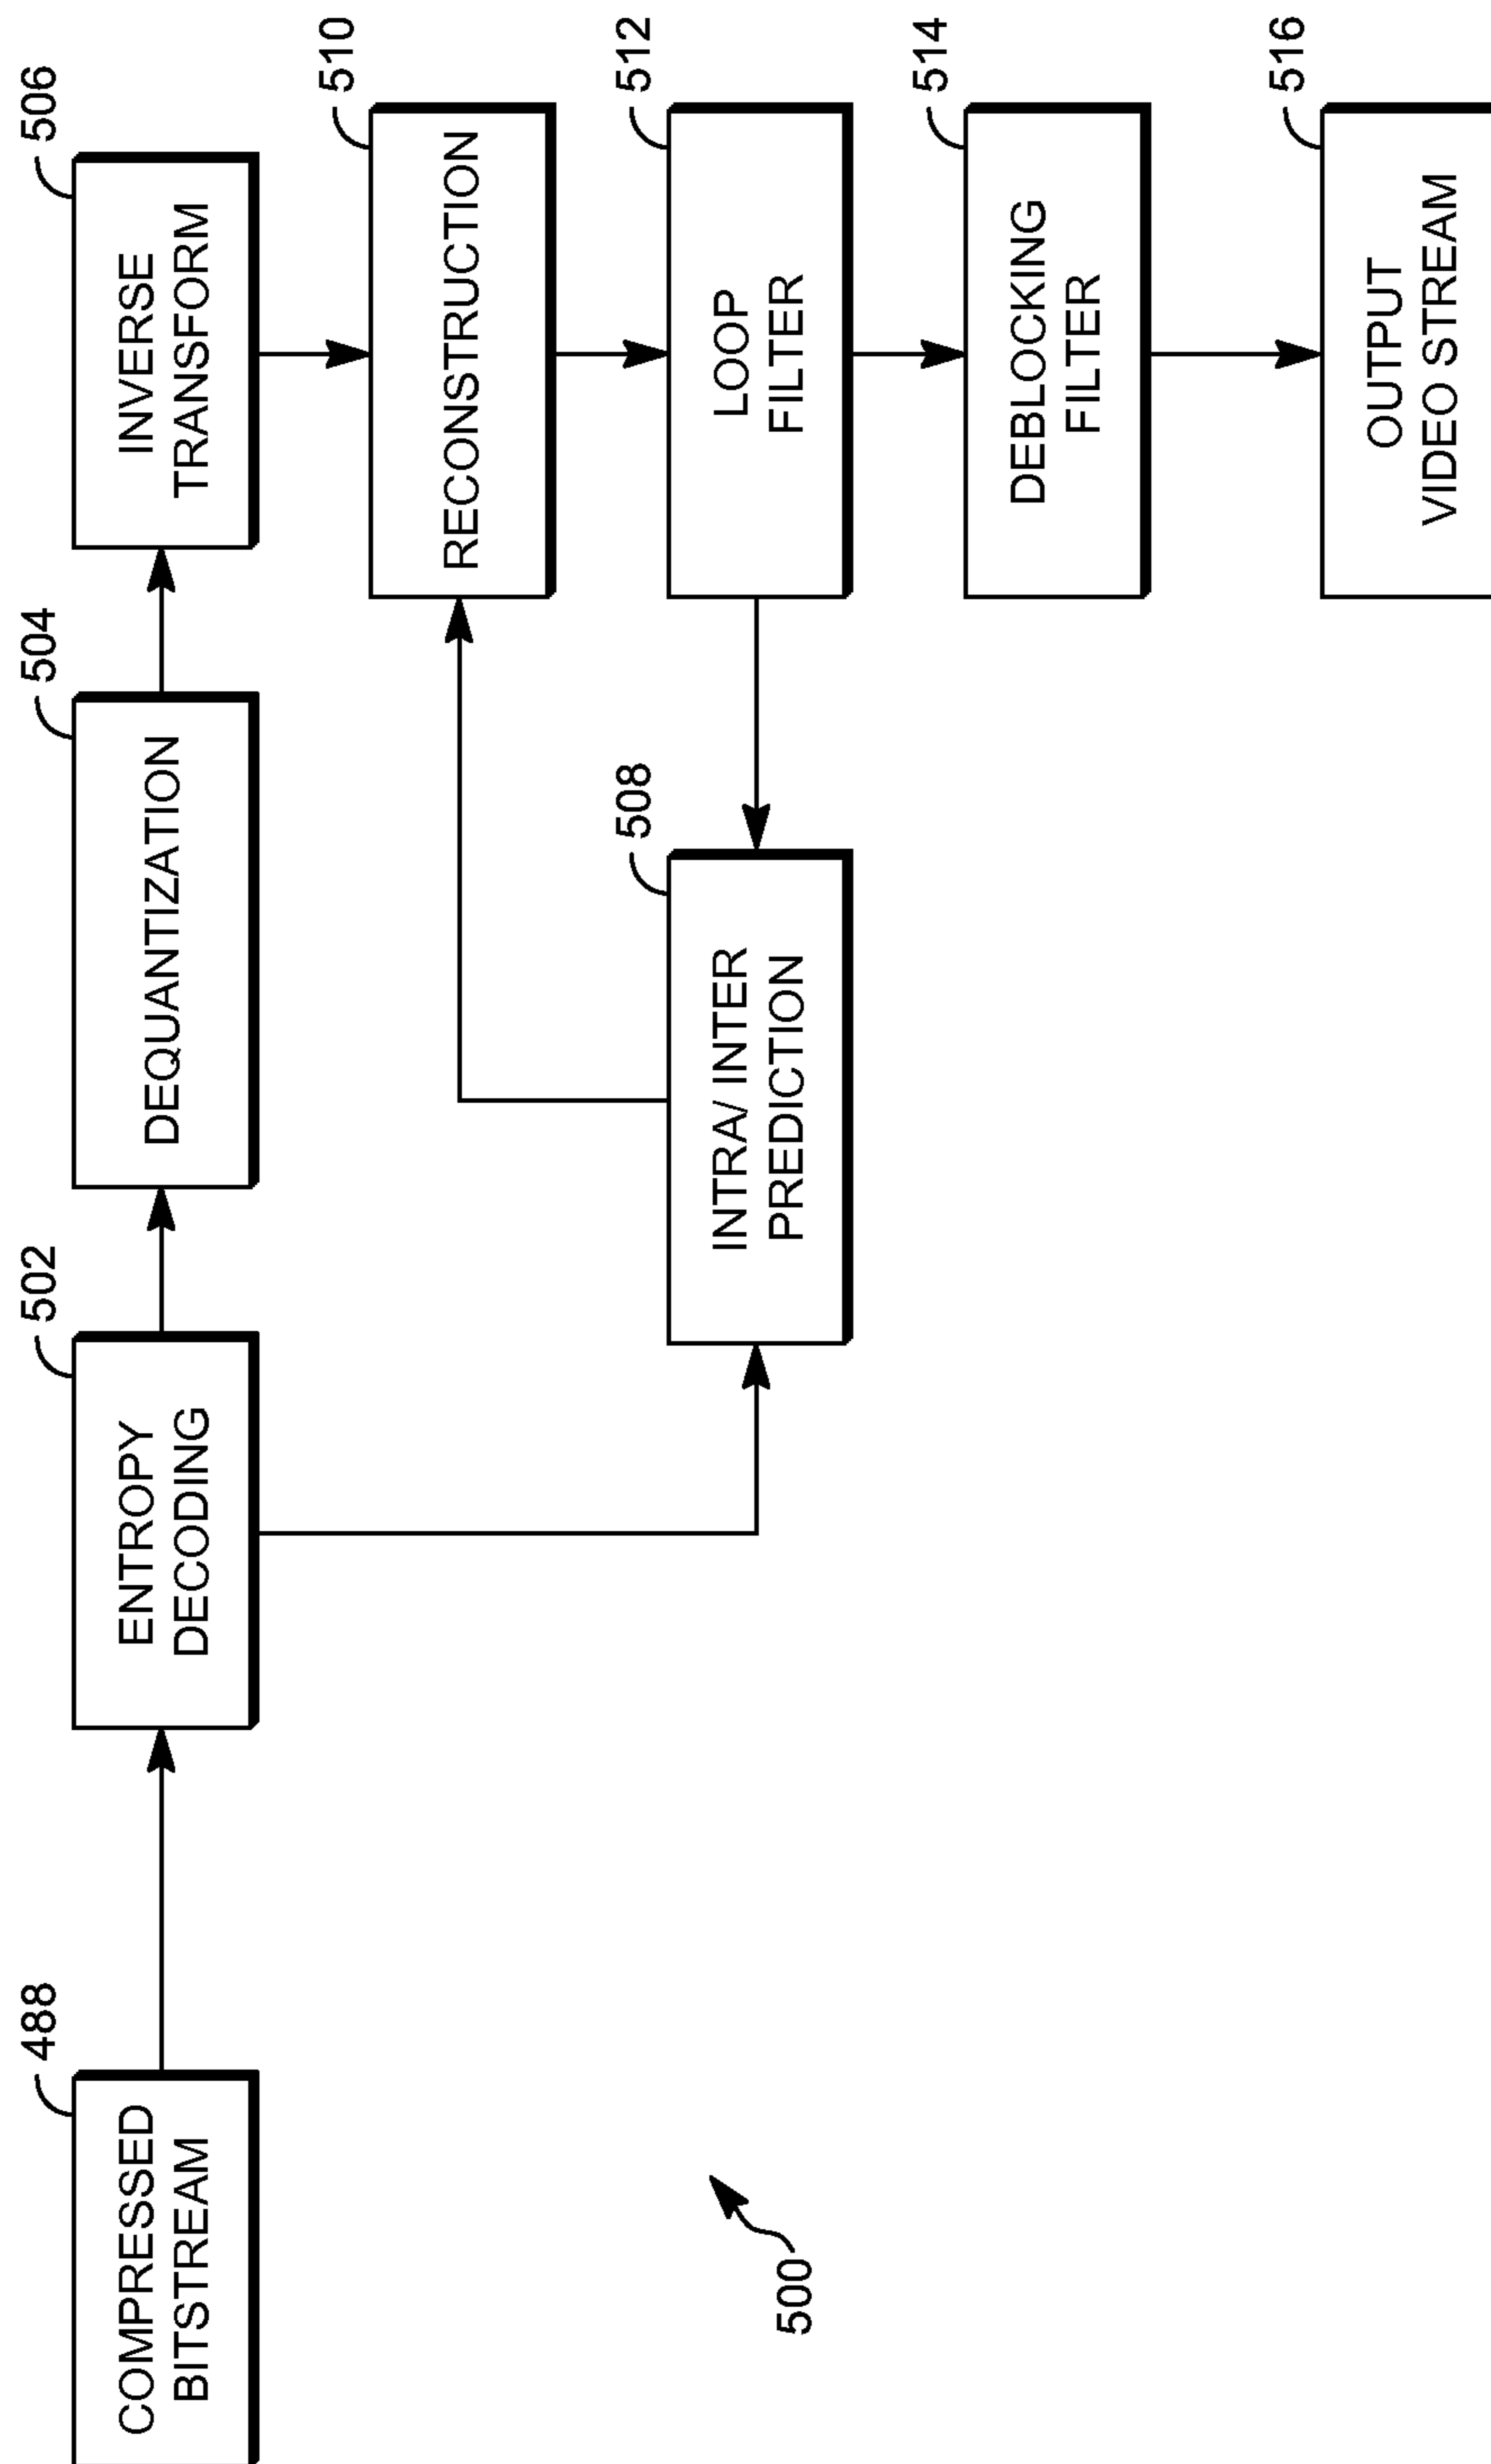 488
COMPRESSED
BITSTREAM
502
ENTROPY
DECODING
504
DEQUANTIZATION
506
INVERSE
TRANSFORM
510
RECONSTRUCTION
508
INTRA/ INTER
PREDICTION
512
LOOP
FILTER
514
DEBLOCKING
FILTER
516
OUTPUT
VIDEO STREAM
500